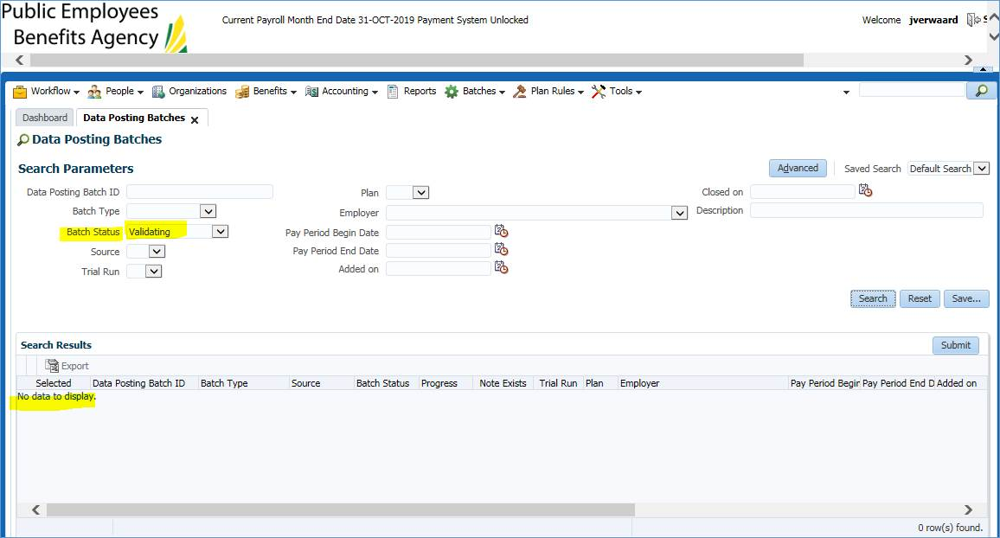 Public Employees
Benefits Agency
Current Payroll Month End Date 31-OCT-2019 Payment System Unlocked
Welcome jverwaard S
Workflow People Organizations Benefits Accounting Reports Batches Plan Rules Tools
Dashboard Data Posting Batches
Data Posting Batches
Search Parameters
Advanced Saved Search Default Search
Data Posting Batch ID Plan Closed on
Batch Type Employer Description
Batch Status Validating Pay Period Begin Date
Source Pay Period End Date
Trial Run Added on
Search Reset Save...
Search Results Submit
Export
Selected Data Posting Batch ID Batch Type Source Batch Status Progress Note Exists Trial Run Plan Employer Pay Period Begin Pay Period End D Added on
No data to display.
0 row(s) found.